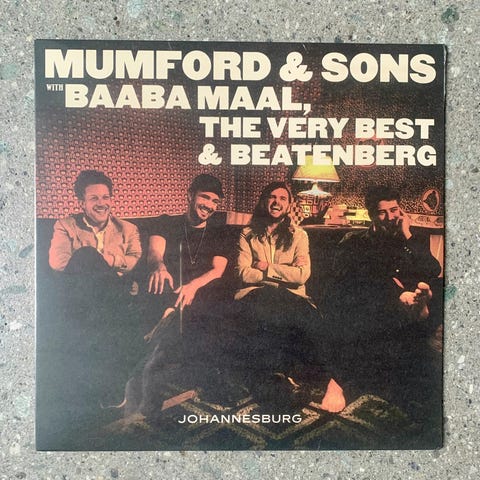 MUMFORD & SONS
WITH BAABA MAAL,
THE VERY BEST
& BEATENBERG
JOHANNESBURG